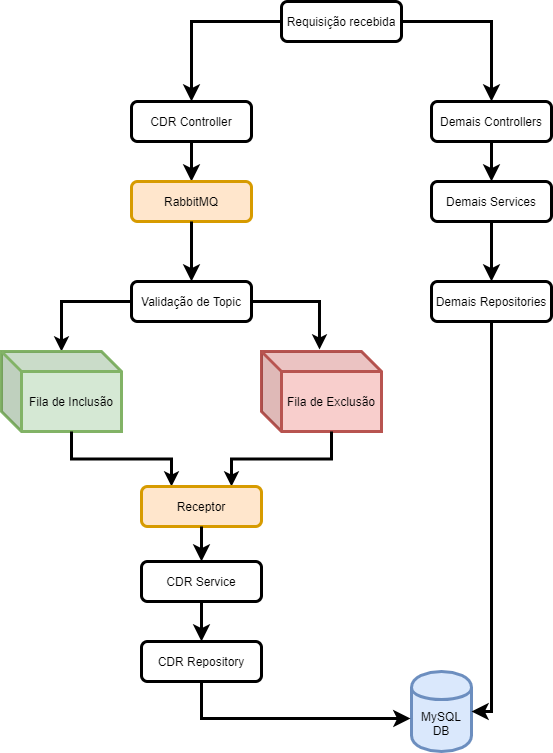 Requisição recebida
CDR Controller
Demais Controllers
RabbitMQ
Demais Services
Validação de Topic
Demais Repositories
Fila de Inclusão
Fila de Exclusão
Receptor
CDR Service
CDR Repository
MySQL
DB